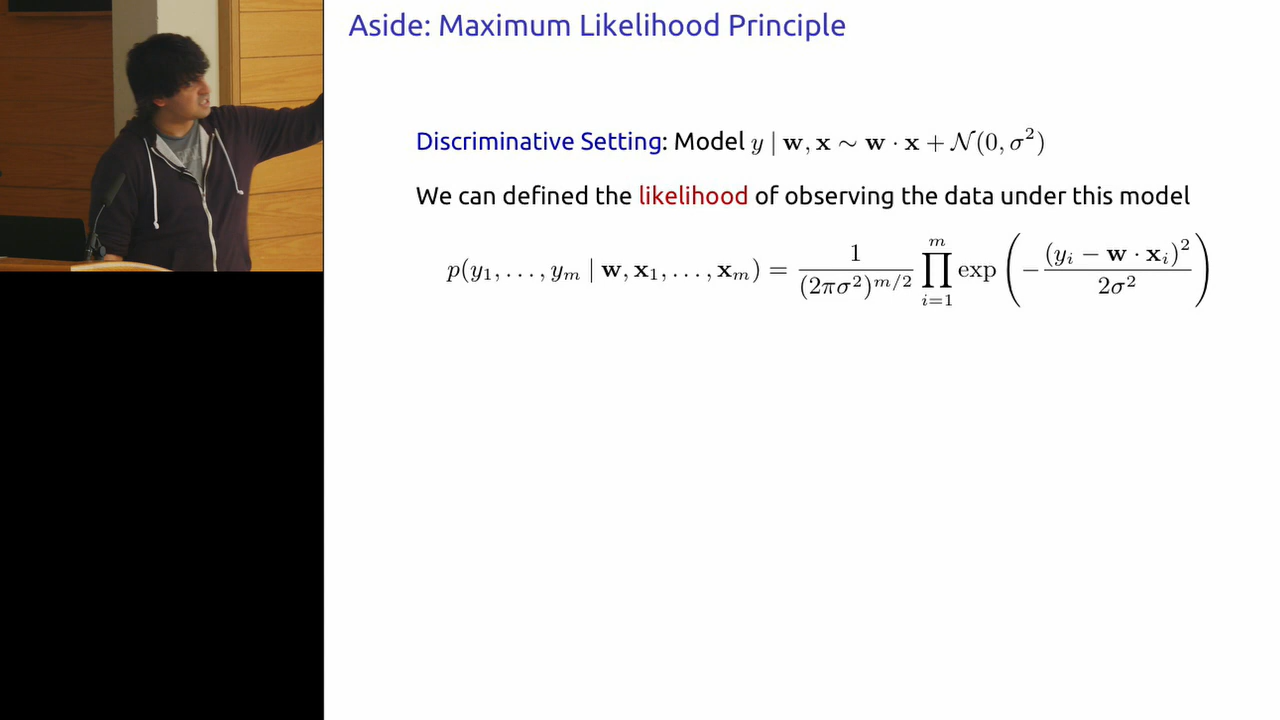 Aside: Maximum Likelihood Principle
Discriminative Setting: Model y | w, x ∼ w · x + N(0, σ²)
We can defined the likelihood of observing the data under this model
p(y₁, . . . , yₘ | w, x₁, . . . , xₘ) = 1/(2πσ²)^{m/2} ∏_{i=1}^{m} exp(−(yᵢ − w · xᵢ)²/2σ²)